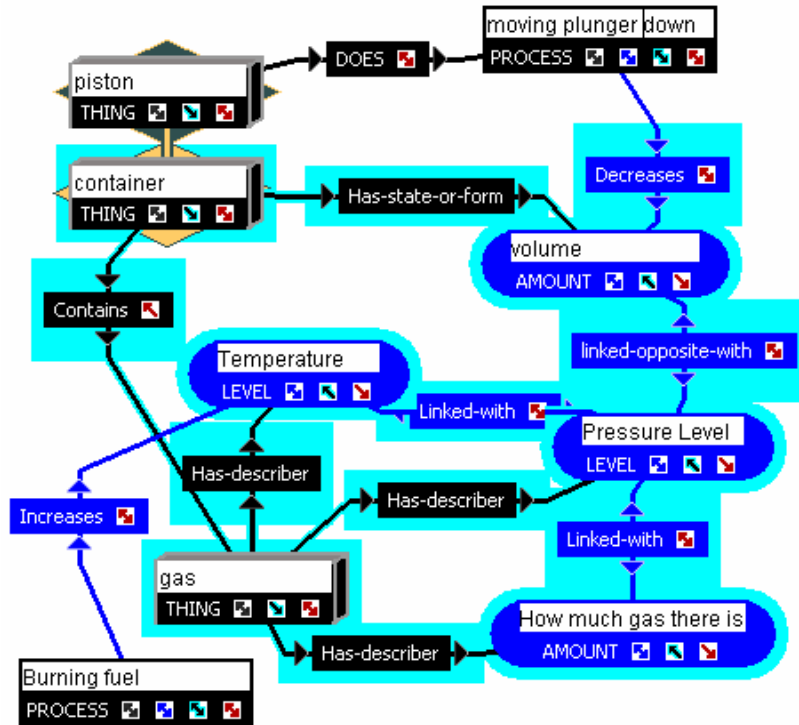 moving plunger down
PROCESS
DOES
piston
THING
container
THING
Has-state-or-form
Decreases
volume
AMOUNT
Contains
Temperature
LEVEL
Linked-with
linked-opposite-with
Pressure Level
LEVEL
Has-describer
Has-describer
Increases
Linked-with
gas
THING
How much gas there is
AMOUNT
Has-describer
Burning fuel
PROCESS